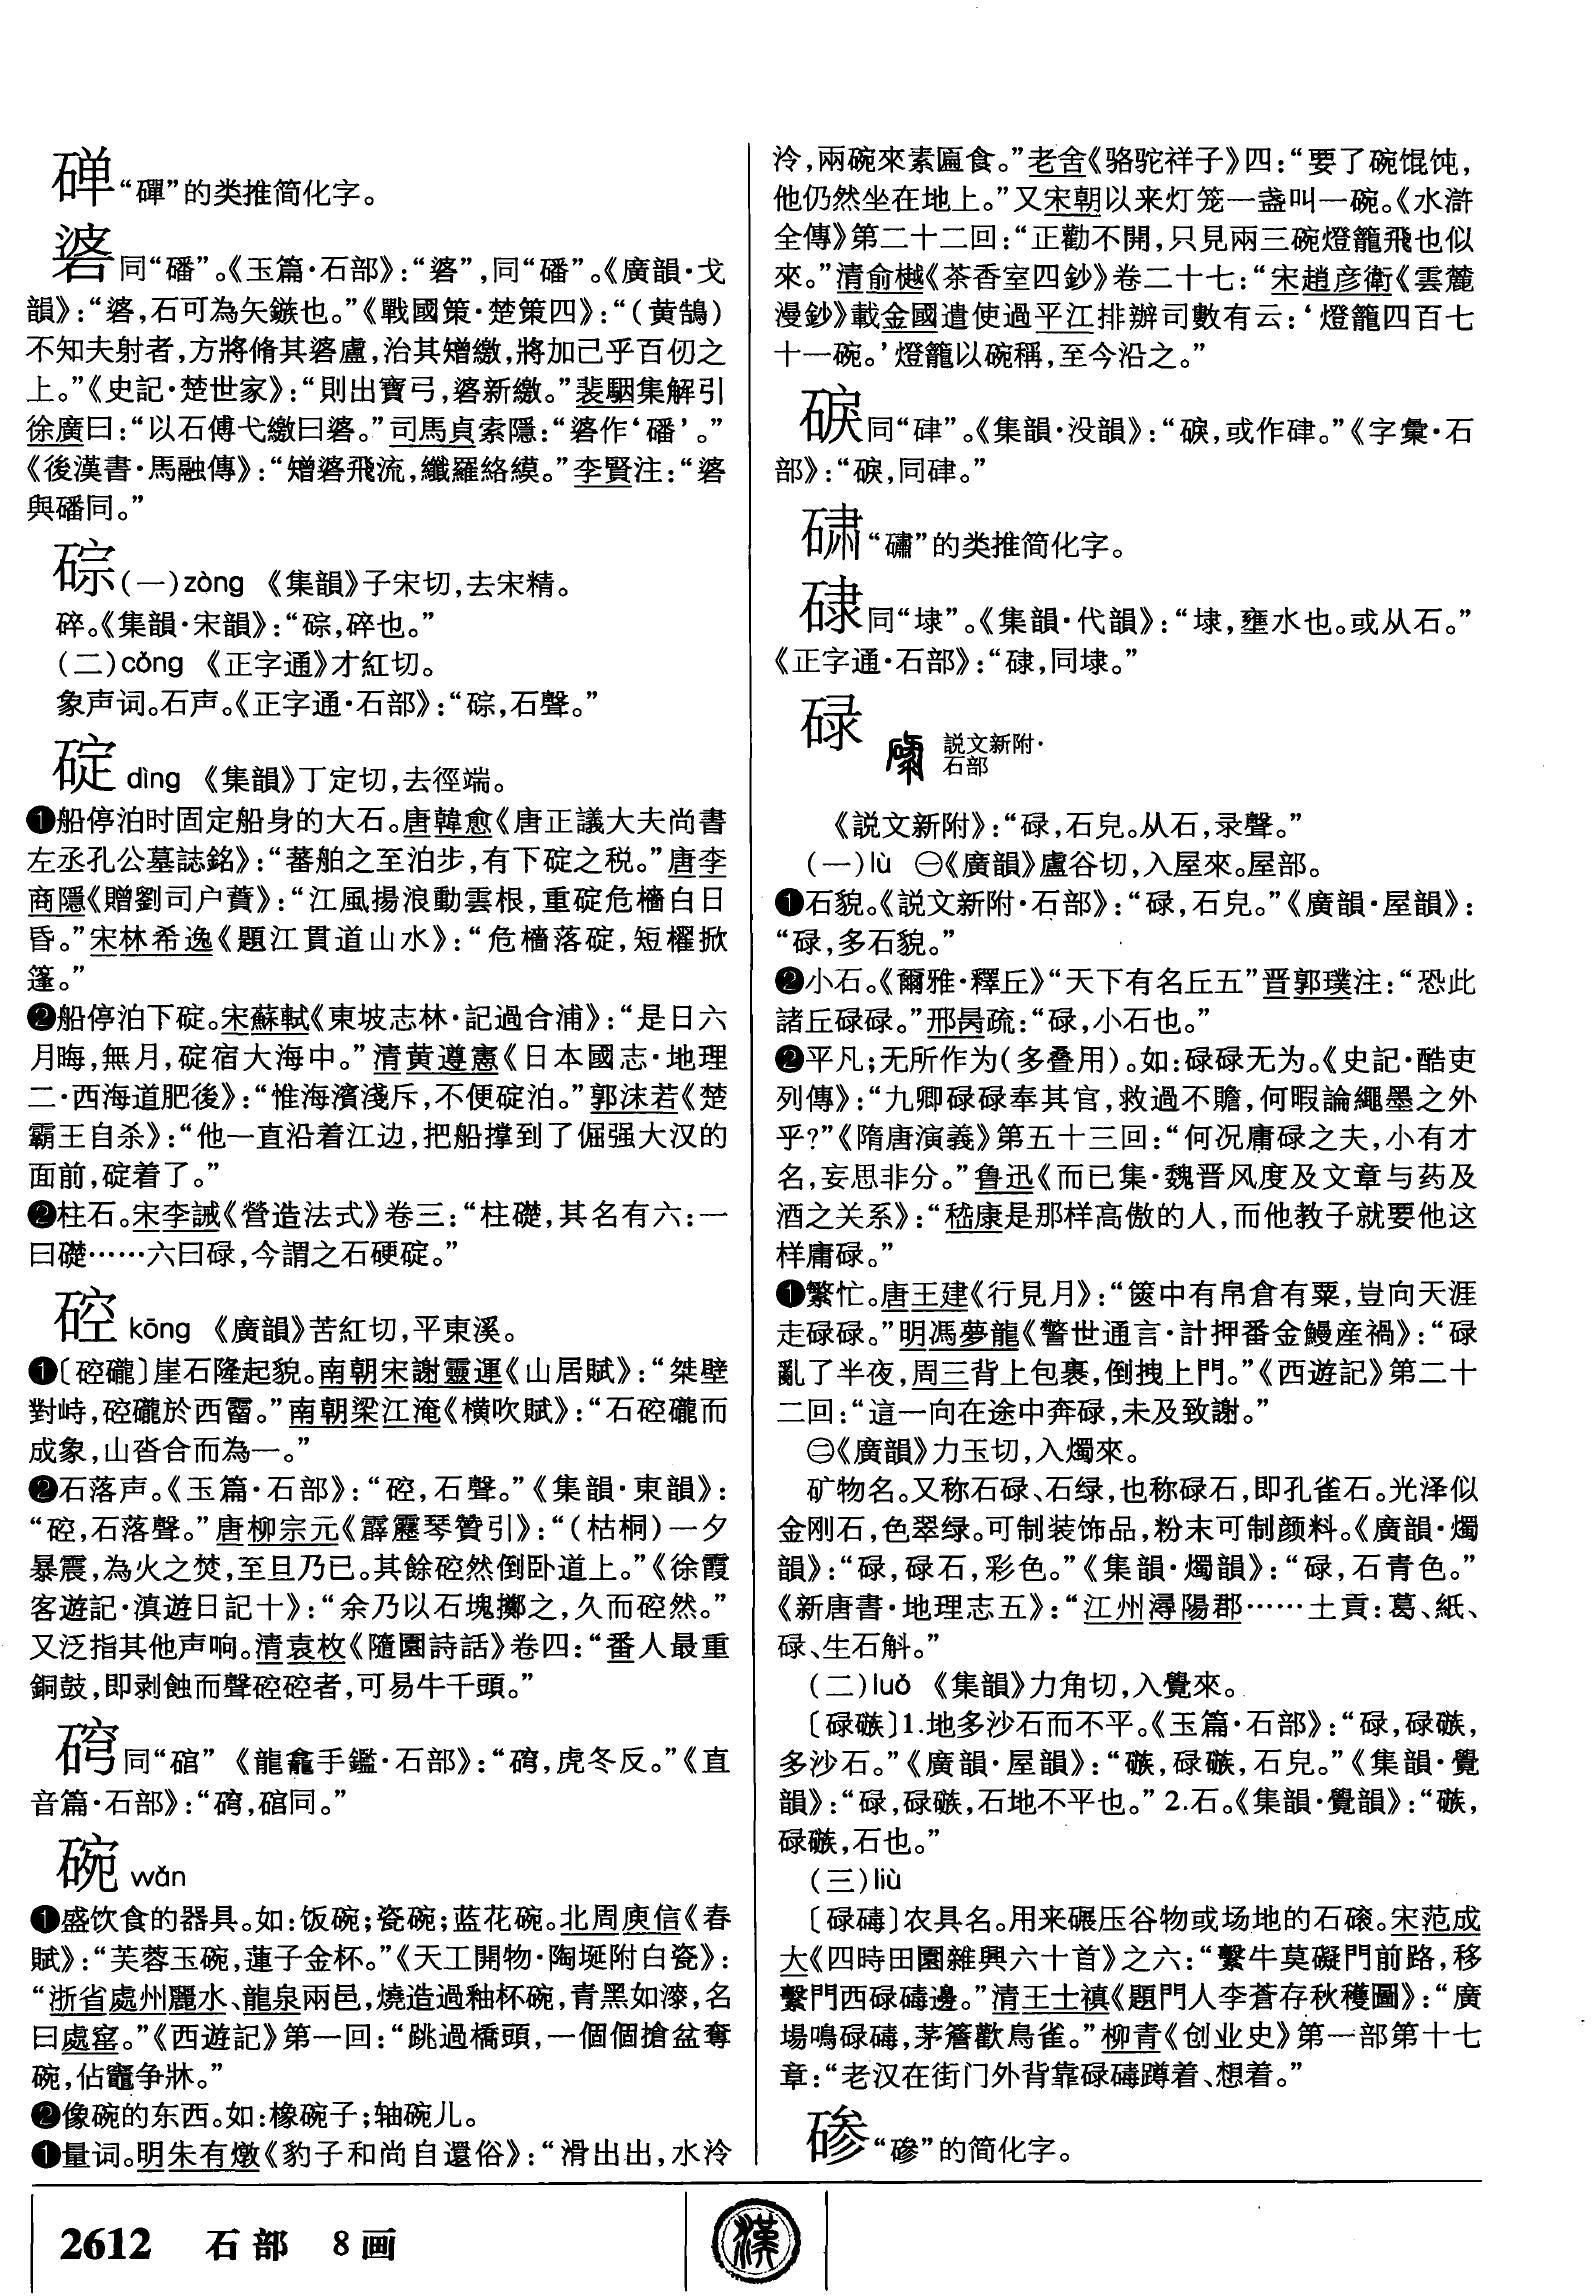 䃅“磾”的类推简化字。
碆同“磻”。《玉篇·石部》：“碆”，同“磻”。《廣韻·戈
韻》：“碆，石可為矢鏃也。”《戰國策·楚策四》：“（黄鵠）
不知夫射者，方將脩其碆盧，治其矰繳，將加己乎百仞之
上。”《史記·楚世家》：“則出寶弓，碆新繳。”裴駰集解引
徐廣曰：“以石傅弋繳曰碆。”司馬貞索隱：“碆作‘磻’。”
《後漢書·馬融傳》：“矰碆飛流，纖羅絡縸。”李賢注：“碆
與磻同。”
碂（一）zòng 《集韻》子宋切，去宋精。
碎。《集韻·宋韻》：“碂，碎也。”
（二）cǒng 《正字通》才紅切。
象声词。石声。《正字通·石部》：“碂，石聲。”
碇 dìng 《集韻》丁定切，去徑端。
❶船停泊时固定船身的大石。唐韓愈《唐正議大夫尚書
左丞孔公墓誌銘》：“蕃舶之至泊步，有下碇之税。”唐李
商隱《贈劉司户蕡》：“江風揚浪動雲根，重碇危檣白日
昏。”宋林希逸《題江貫道山水》：“危檣落碇，短櫂掀
篷。”
❷船停泊下碇。宋蘇軾《東坡志林·記過合浦》：“是日六
月晦，無月，碇宿大海中。”清黄遵憲《日本國志·地理
二·西海道肥後》：“惟海濱淺斥，不便碇泊。”郭沫若《楚
霸王自杀》：“他一直沿着江边，把船撑到了倔强大汉的
面前，碇着了。”
❷柱石。宋李誡《營造法式》卷三：“柱礎，其名有六：一
曰礎……六曰碌，今謂之石硬碇。”
硿 kōng 《廣韻》苦紅切，平東溪。
❶〔硿礲〕崖石隆起貌。南朝宋謝靈運《山居賦》：“桀壁
對峙，硿礲於西霤。”南朝梁江淹《横吹賦》：“石硿礲而
成象，山沓合而為一。”
❷石落声。《玉篇·石部》：“硿，石聲。”《集韻·東韻》：
“硿，石落聲。”唐柳宗元《霹靂琴贊引》：“（枯桐）一夕
暴震，為火之焚，至旦乃已。其餘硿然倒卧道上。”《徐霞
客遊記·滇遊日記十》：“余乃以石塊擲之，久而硿然。”
又泛指其他声响。清袁枚《隨園詩話》卷四：“番人最重
銅鼓，即剥蝕而聲硿硿者，可易牛千頭。”
同“䃔” 《龍龕手鑑·石部》：“，虎冬反。”《直
音篇·石部》：“，同。”
碗 wǎn
❶盛饮食的器具。如：饭碗；瓷碗；蓝花碗。北周庾信《春
賦》：“芙蓉玉碗，蓮子金杯。”《天工開物·陶埏附白瓷》：
“浙省處州麗水、龍泉兩邑，燒造過釉杯碗，青黑如漆，名
曰處窑。”《西遊記》第一回：“跳過橋頭，一個個搶盆奪
碗，佔竈争牀。”
❷像碗的东西。如：橡碗子；轴碗儿。
❶量词。明朱有燉《豹子和尚自還俗》：“滑出出，水泠
泠，兩碗來素匾食。”老舍《骆驼祥子》四：“要了碗馄饨，
他仍然坐在地上。”又宋朝以来灯笼一盏叫一碗。《水滸
全傳》第二十二回：“正勸不開，只見兩三碗燈籠飛也似
來。”清俞樾《茶香室四鈔》卷二十七：“宋趙彦衛《雲麓
漫鈔》載金國遣使過平江排辦司數有云：‘燈籠四百七
十一碗。’燈籠以碗稱，至今沿之。”
䃗同“硉”。《集韻·没韻》：“，或作硉。”《字彙·石
部》：“，同硉。”
“礵”的类推简化字。
同“埭”。《集韻·代韻》：“埭，壅水也。或从石。”
《正字通·石部》：“，同埭。”
碌
説文新附·
石部
《説文新附》：“碌，石皃。从石，录聲。”
（一）lù ㊀《廣韻》盧谷切，入屋來。屋部。
❶石貌。《説文新附·石部》：“碌，石皃。”《廣韻·屋韻》：
“碌，多石貌。”
❷小石。《爾雅·釋丘》“天下有名丘五”晋郭璞注：“恐此
諸丘碌碌。”邢昺疏：“碌，小石也。”
❷平凡；无所作为（多叠用）。如：碌碌无为。《史記·酷吏
列傳》：“九卿碌碌奉其官，救過不贍，何暇論繩墨之外
乎？”《隋唐演義》第五十三回：“何况庸碌之夫，小有才
名，妄思非分。”鲁迅《而已集·魏晋风度及文章与药及
酒之关系》：“嵇康是那样高傲的人，而他教子就要他这
样庸碌。”
❶繁忙。唐王建《行見月》：“篋中有帛倉有粟，豈向天涯
走碌碌。”明馮夢龍《警世通言·計押番金鰻産禍》：“碌
亂了半夜，周三背上包裹，倒拽上門。”《西遊記》第二十
二回：“這一向在途中奔碌，未及致謝。”
㊁《廣韻》力玉切，入燭來。
矿物名。又称石碌、石绿，也称碌石，即孔雀石。光泽似
金刚石，色翠绿。可制装饰品，粉末可制颜料。《廣韻·燭
韻》：“碌，碌石，彩色。”《集韻·燭韻》：“碌，石青色。”
《新唐書·地理志五》：“江州潯陽郡……土貢：葛、紙、
碌、生石斛。”
（二）luǒ 《集韻》力角切，入覺來。
〔碌磩〕1.地多沙石而不平。《玉篇·石部》：“碌，碌磩，
多沙石。”《廣韻·屋韻》：“磩，碌磩，石皃。”《集韻·覺
韻》：“碌，碌磩，石地不平也。”2.石。《集韻·覺韻》：“磩，
碌磩，石也。”
（三）liù
〔碌碡〕农具名。用来碾压谷物或场地的石磙。宋范成
大《四時田園雜興六十首》之六：“繫牛莫礙門前路，移
繫門西碌碡邊。”清王士禛《題門人李蒼存秋穫圖》：“廣
場鳴碌碡，茅簷歡鳥雀。”柳青《创业史》第一部第十七
章：“老汉在街门外背靠碌碡蹲着、想着。”
碜“磣”的简化字。
2612 石部 8画
漢